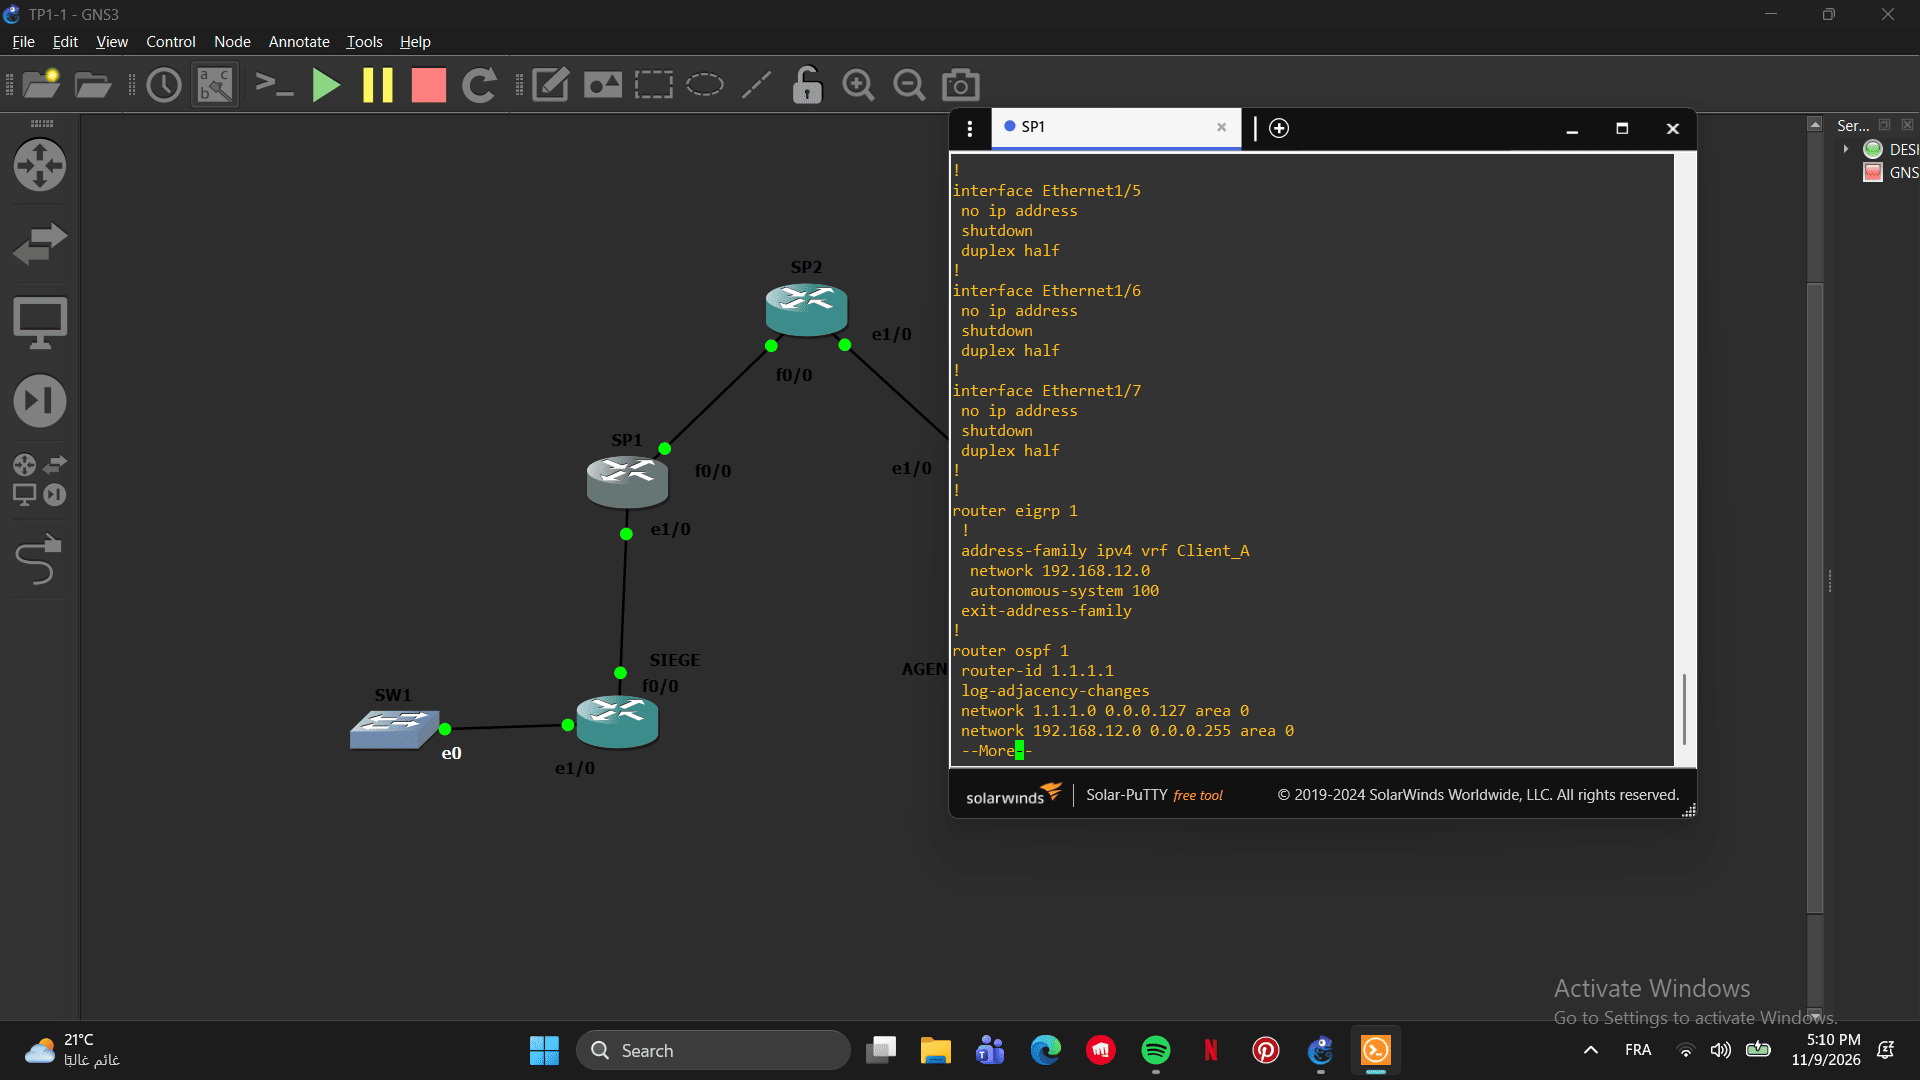 TP1-1 - GNS3
File Edit View Control Node Annotate Tools Help
SP1
Ser...
DESH
GNS
!
interface Ethernet1/5
no ip address
shutdown
duplex half
!
interface Ethernet1/6
no ip address
shutdown
duplex half
!
interface Ethernet1/7
no ip address
shutdown
duplex half
!
!
router eigrp 1
!
address-family ipv4 vrf Client_A
network 192.168.12.0
autonomous-system 100
exit-address-family
!
router ospf 1
router-id 1.1.1.1
log-adjacency-changes
network 1.1.1.0 0.0.0.127 area 0
network 192.168.12.0 0.0.0.255 area 0
--More--
solarwinds Solar-PuTTY free tool © 2019-2024 SolarWinds Worldwide, LLC. All rights reserved.
SP2
e1/0
f0/0
SP1
f0/0
e1/0
e1/0
SIEGE
f0/0
AGEN
SW1
e0
e1/0
Activate Windows
Go to Settings to activate Windows.
21°C
غائم غالبًا
Search
FRA
5:10 PM
11/9/2026